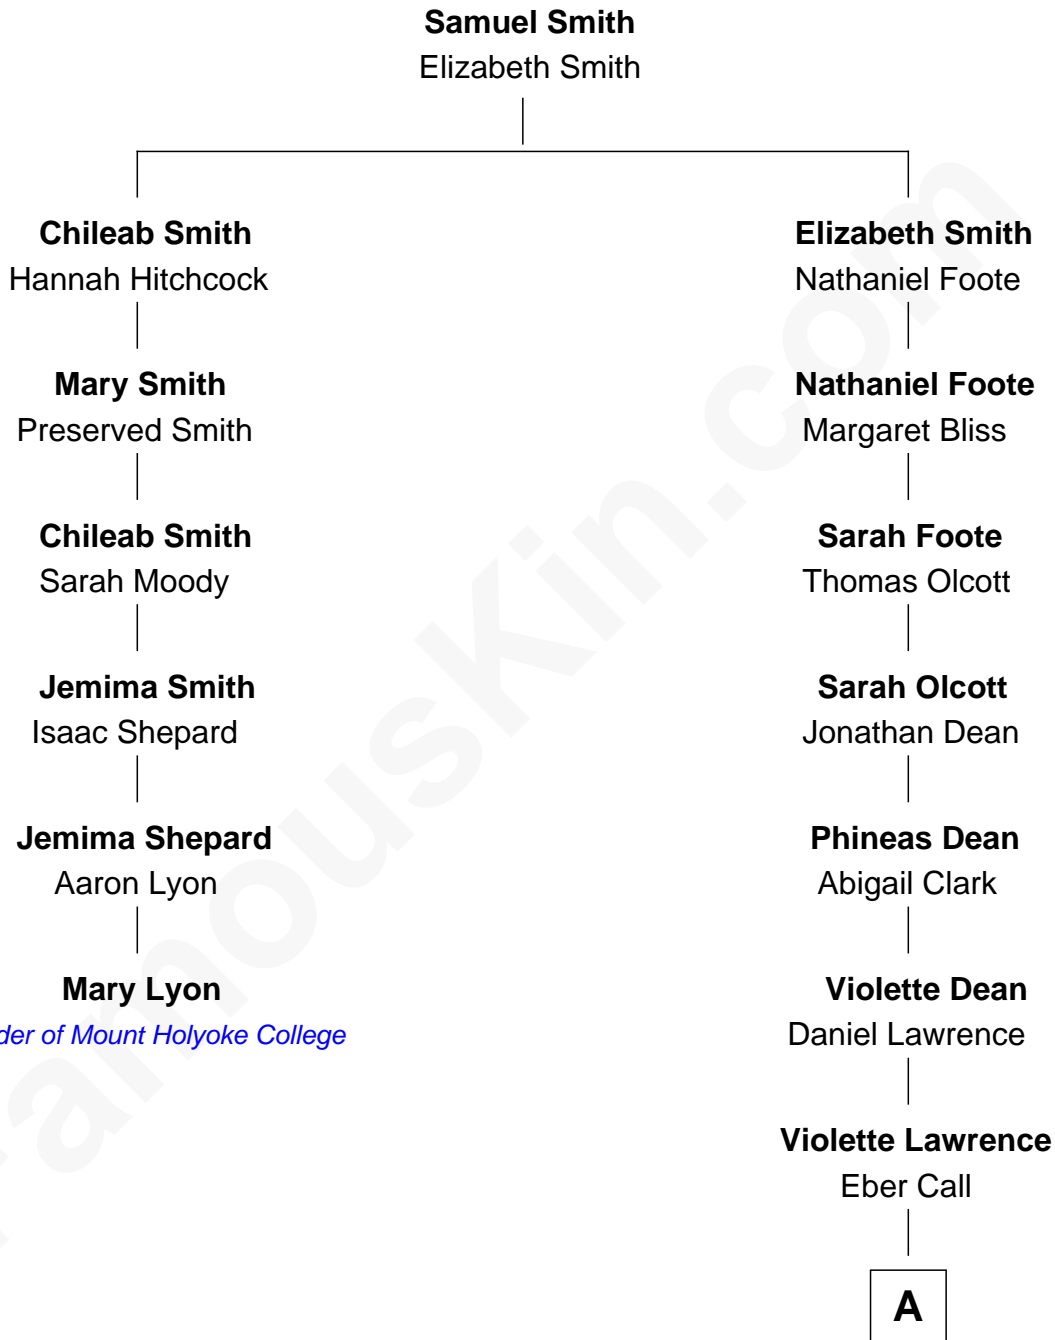 Samuel Smith
Elizabeth Smith
Chileab Smith
Hannah Hitchcock
Elizabeth Smith
Nathaniel Foote
Mary Smith
Preserved Smith
Nathaniel Foote
Margaret Bliss
Chileab Smith
Sarah Moody
Sarah Foote
Thomas Olcott
Jemima Smith
Isaac Shepard
Sarah Olcott
Jonathan Dean
Jemima Shepard
Aaron Lyon
Phineas Dean
Abigail Clark
Mary Lyon
der of Mount Holyoke College
Violette Dean
Daniel Lawrence
Violette Lawrence
Eber Call
A
amouskin.com